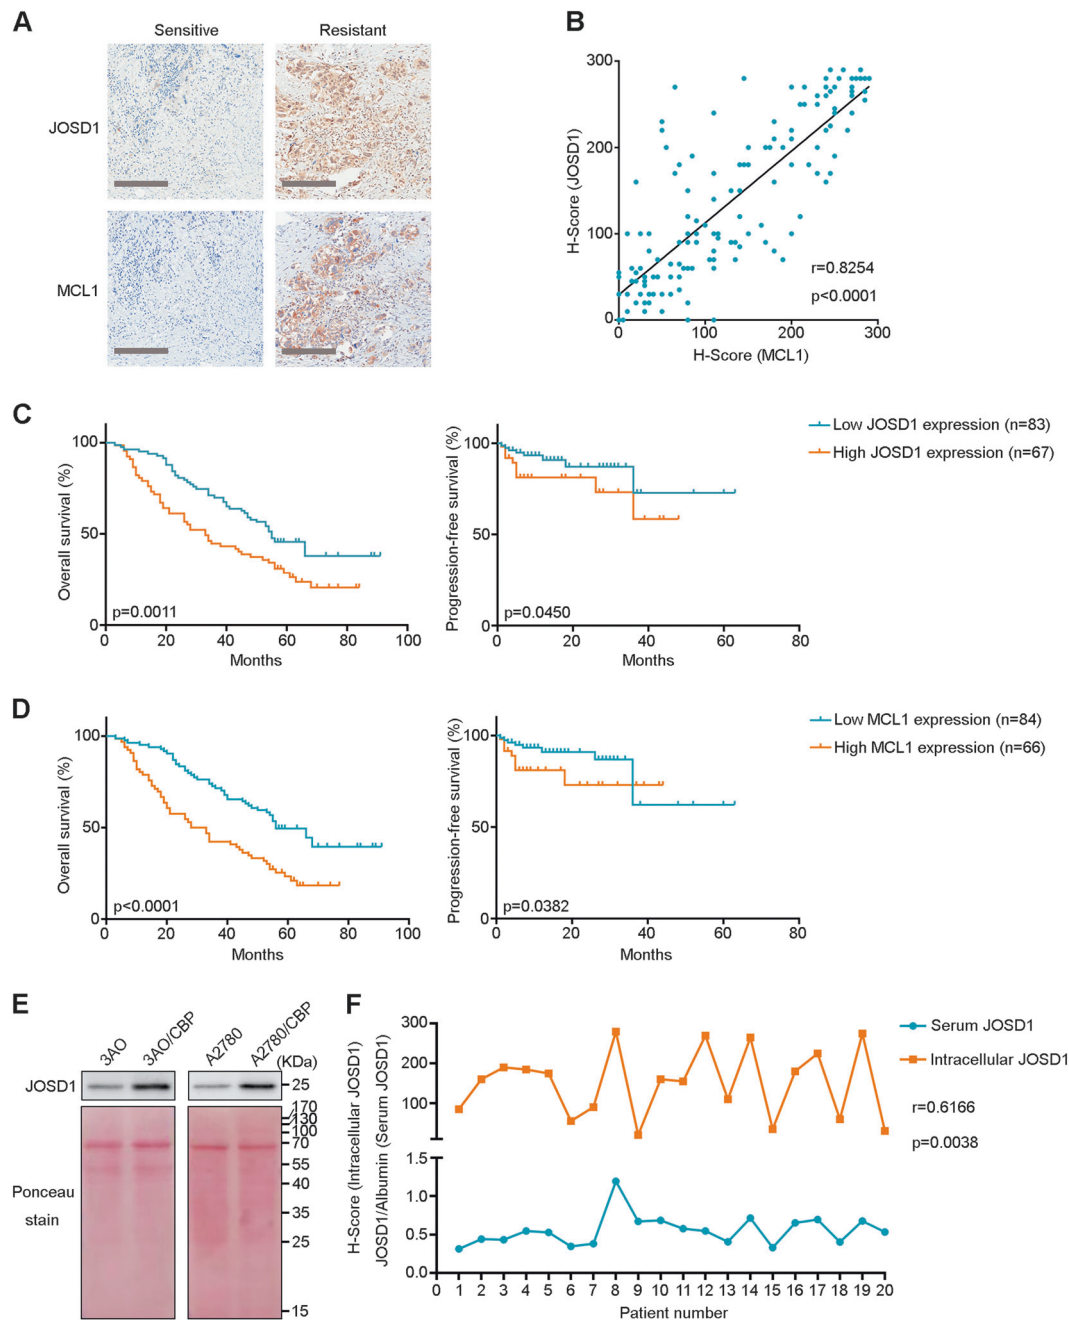 A
Sensitive
Resistant
JOSD1
MCL1
B
H-Score (JOSD1)
300
200
100
0
0
100
200
300
H-Score (MCL1)
r=0.8254
p<0.0001
C
Overall survival (%)
100
50
0
0
20
40
60
80
100
Months
p=0.0011
Progression-free survival (%)
100
50
0
0
20
40
60
80
Months
p=0.0450
Low JOSD1 expression (n=83)
High JOSD1 expression (n=67)
D
Overall survival (%)
100
50
0
0
20
40
60
80
100
Months
p<0.0001
Progression-free survival (%)
100
50
0
0
20
40
60
80
Months
p=0.0382
Low MCL1 expression (n=84)
High MCL1 expression (n=66)
E
3AO
3AO/CBP
A2780
A2780/CBP
(KDa)
JOSD1
25
170
130
100
70
55
40
35
25
15
Ponceau
stain
F
H-Score (Intracellular JOSD1)
JOSD1/Albumin (Serum JOSD1)
300
200
100
1.5
1.0
0.5
0.0
0 1 2 3 4 5 6 7 8 9 10 11 12 13 14 15 16 17 18 19 20
Patient number
Serum JOSD1
Intracellular JOSD1
r=0.6166
p=0.0038